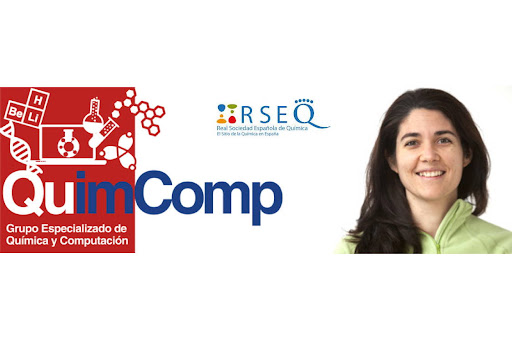 H
Be Li
QuimComp
Grupo Especializado de
Química y Computación
RSEQ
Real Sociedad Española de Química
El Sitio de la Química en España